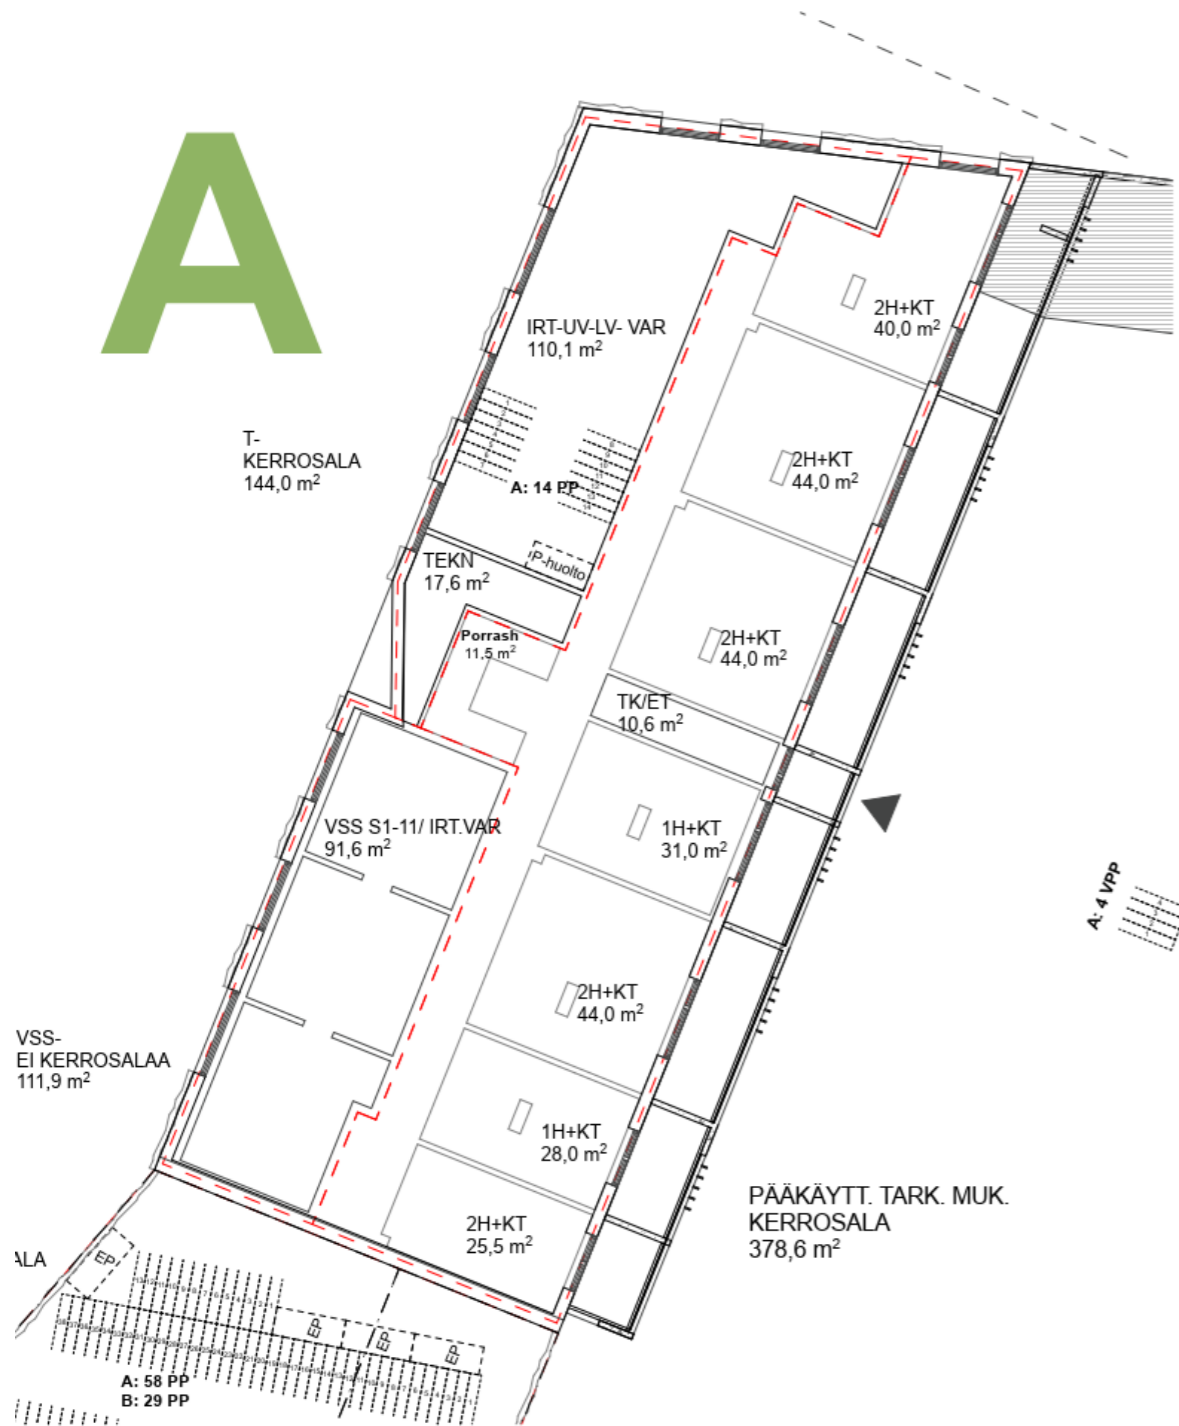 A
IRT-UV-LV- VAR
110,1 m²
2H+KT
40,0 m²
T-
KERROSALA
144,0 m²
2H+KT
44,0 m²
A: 14 PP
P-huolto
TEKN
17,6 m²
Porrash
11,5 m²
2H+KT
44,0 m²
TK/ET
10,6 m²
VSS S1-11/ IRT.VAR
91,6 m²
1H+KT
31,0 m²
A: 4 VPP
2H+KT
44,0 m²
VSS-
EI KERROSALAA
111,9 m²
1H+KT
28,0 m²
2H+KT
25,5 m²
PÄÄKÄYTT. TARK. MUK.
KERROSALA
378,6 m²
ALA
EP
EP
EP
EP
A: 58 PP
B: 29 PP